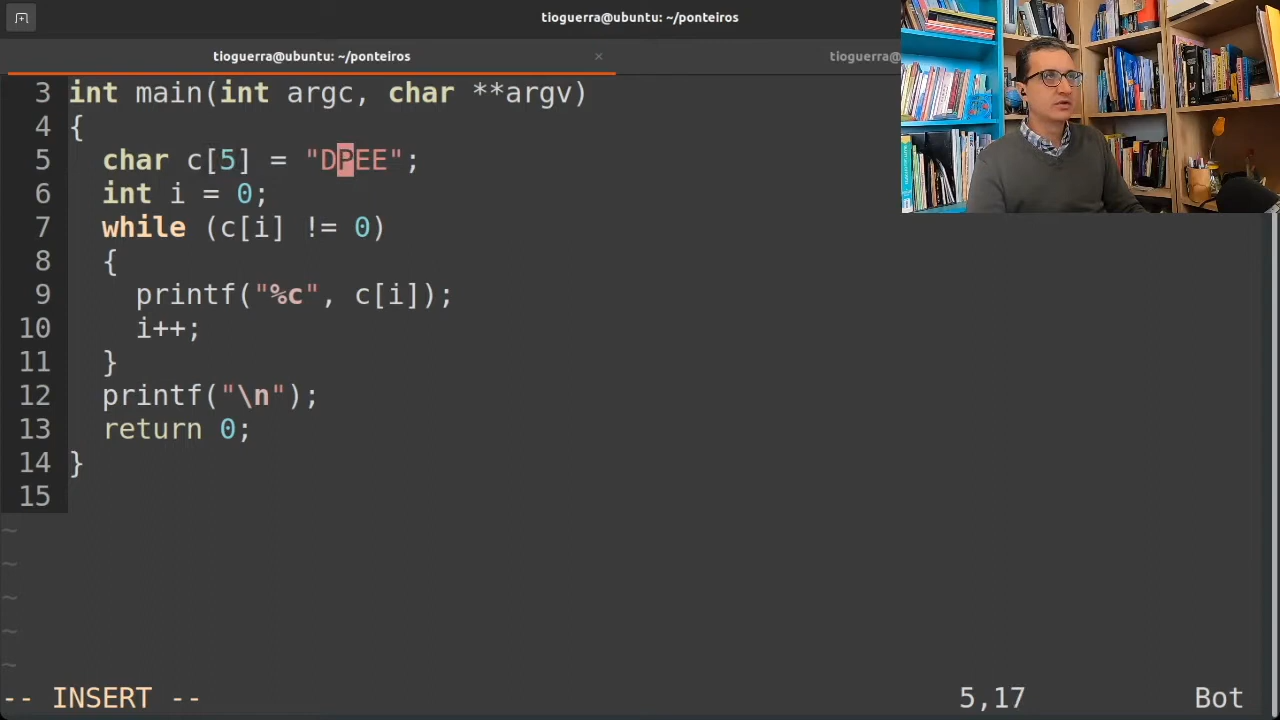 tioguerra@ubuntu: ~/ponteiros
tioguerra@ubuntu: ~/ponteiros ×
tioguerra@
3 int main(int argc, char **argv)
4 {
5   char c[5] = "DPEE";
6   int i = 0;
7   while (c[i] != 0)
8   {
9     printf("%c", c[i]);
10     i++;
11   }
12   printf("\n");
13   return 0;
14 }
15
~
~
~
~
~
-- INSERT -- 5,17 Bot